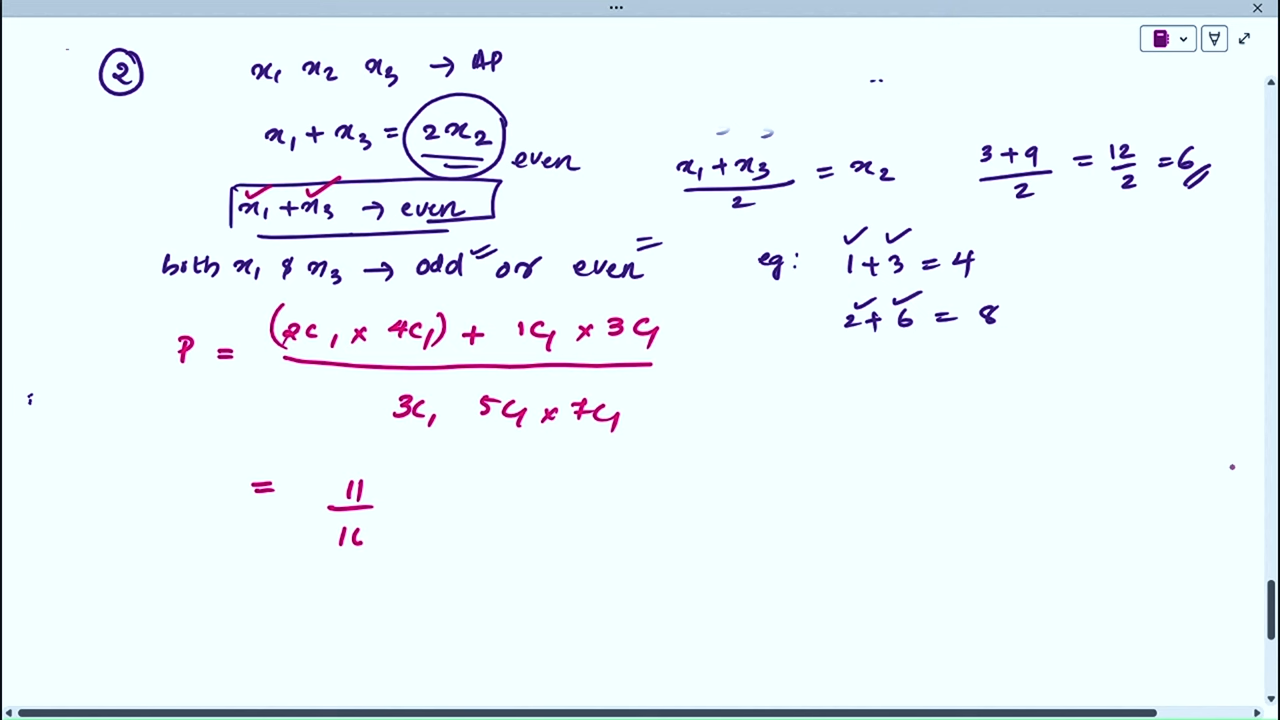 ② x₁ x₂ x₃ → AP
x₁ + x₃ = 2x₂ even
x₁ + x₃ → even
both x₁ & x₃ → odd or even
(x₁ + x₃)/2 = x₂
(3 + 9)/2 = 12/2 = 6
eg: 1 + 3 = 4
2 + 6 = 8
P = ((2C₁ × 4C₁) + 1C₁ × 3C₁)/(3C₁ 5C₁ × 7C₁)
= 11/10